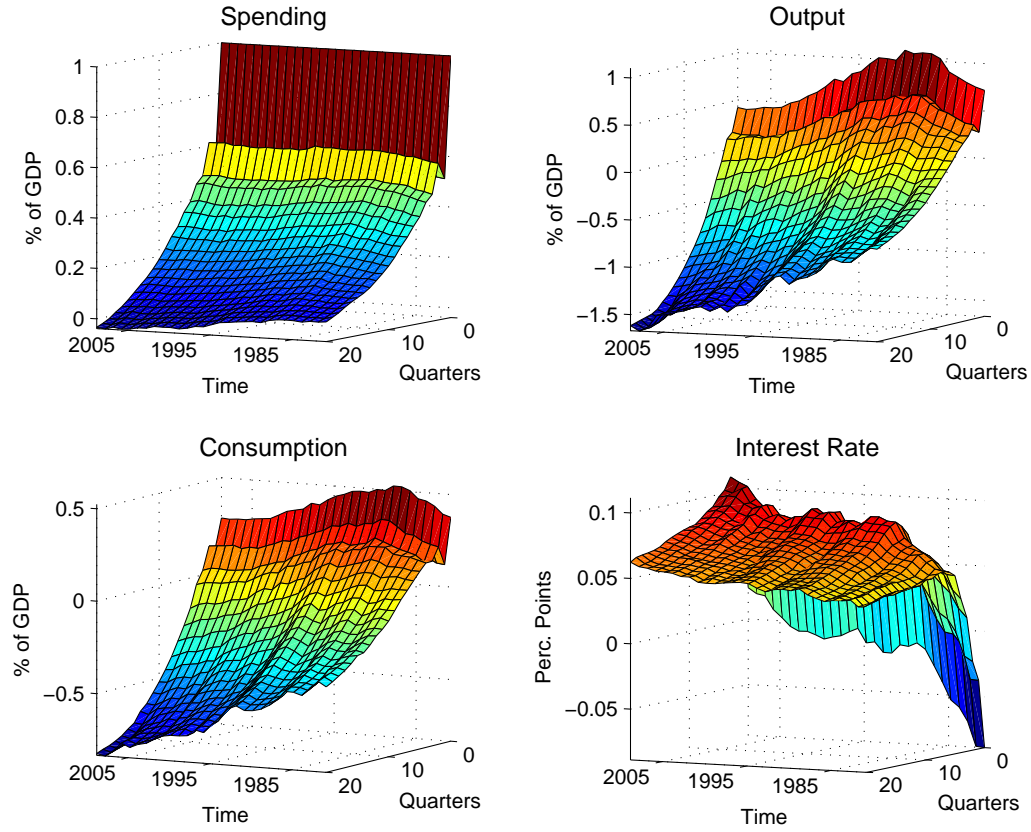 Spending
1
0.8
0.6
0.4
0.2
0
% of GDP
2005
1995
1985
Time
20
10
0
Quarters
Output
1
0.5
0
−0.5
−1
−1.5
% of GDP
2005
1995
1985
Time
20
10
0
Quarters
Consumption
0.5
0
−0.5
% of GDP
2005
1995
1985
Time
20
10
0
Quarters
Interest Rate
0.1
0.05
0
−0.05
Perc. Points
2005
1995
1985
Time
20
10
0
Quarters